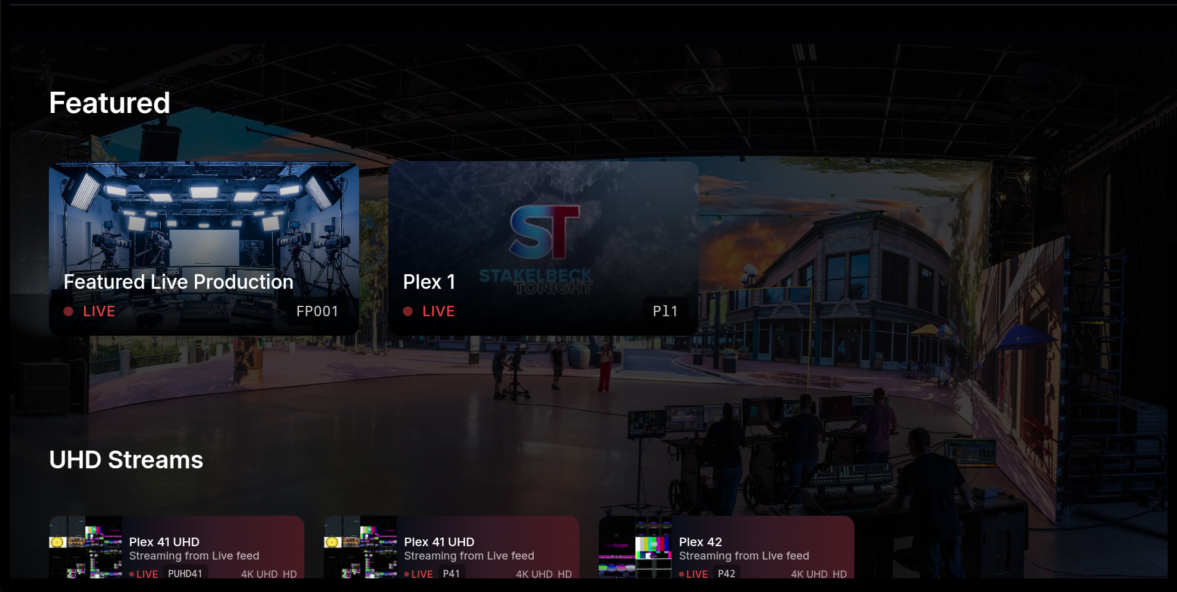 Featured
ST
STAKELBECK
TONIGHT
Featured Live Production
LIVE
FP001
Plex 1
LIVE
Pl1
UHD Streams
Plex 41 UHD
Streaming from Live feed
LIVE PUHD41 4K UHD HD
Plex 41 UHD
Streaming from Live feed
LIVE P41 4K UHD HD
Plex 42
Streaming from Live feed
LIVE P42 4K UHD HD